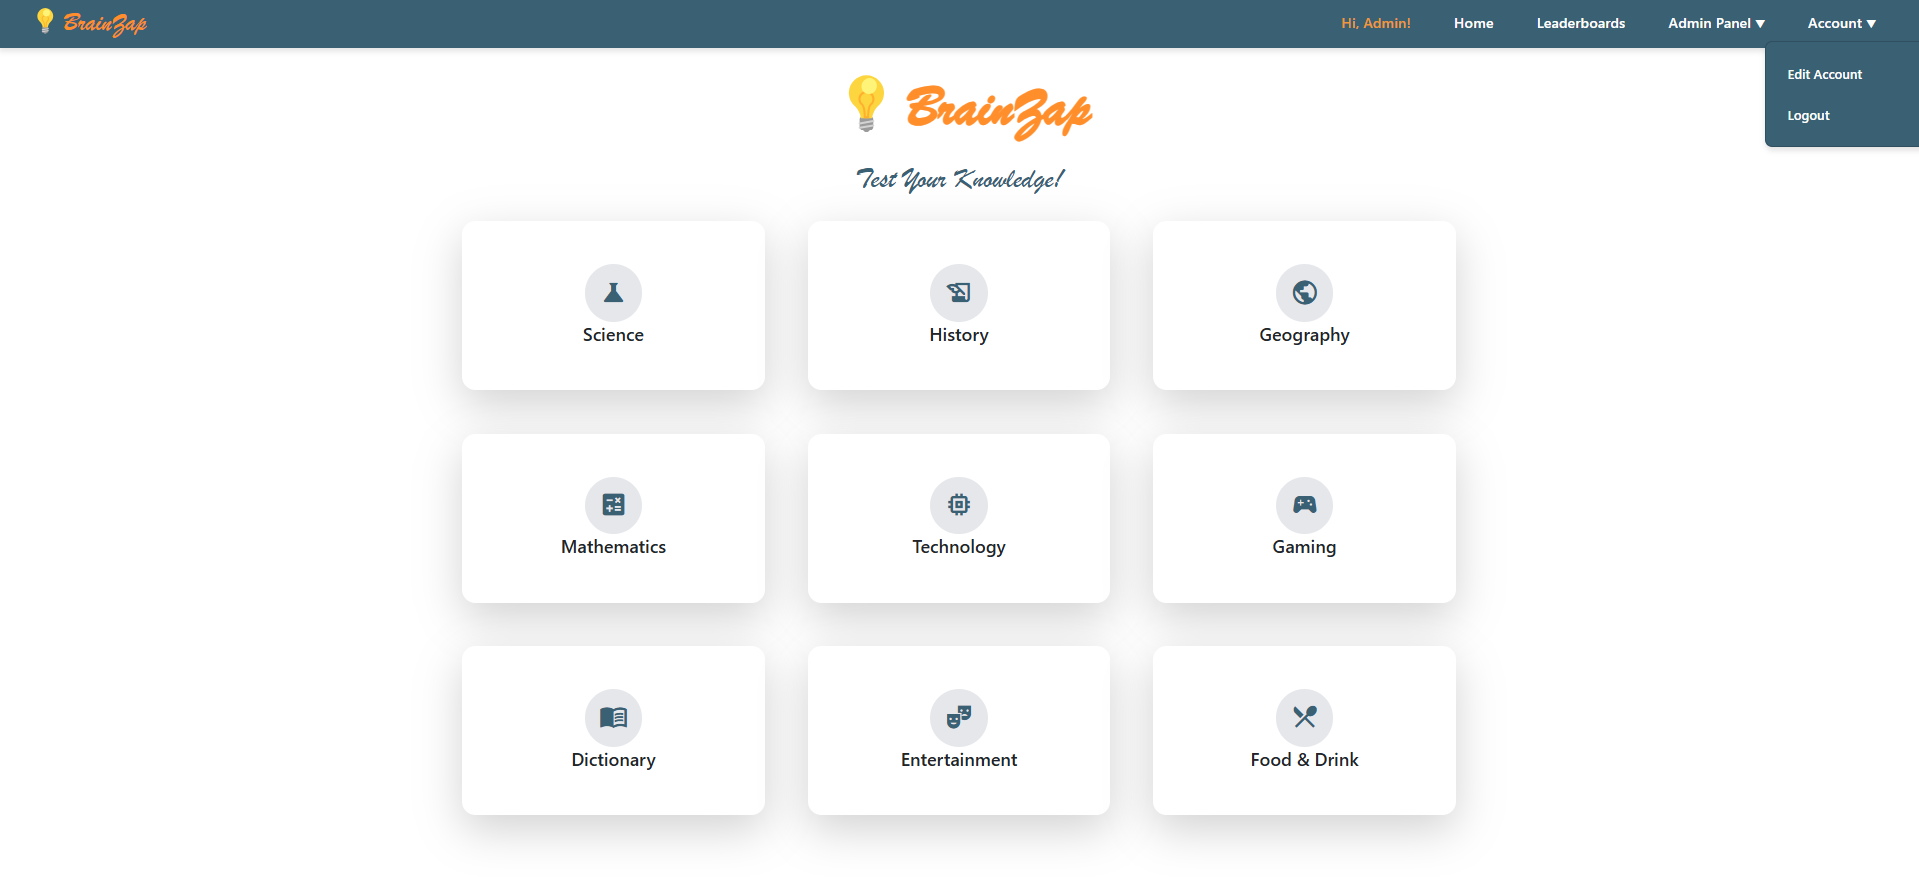 BrainZap
Hi, Admin!
Home
Leaderboards
Admin Panel ▼
Account ▼
Edit Account
Logout
BrainZap
Test Your Knowledge!
Science
History
Geography
Mathematics
Technology
Gaming
Dictionary
Entertainment
Food & Drink